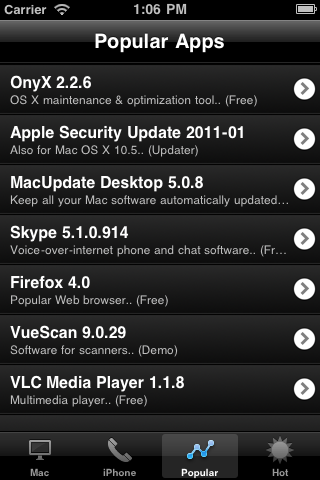 Carrier 1:06 PM
Popular Apps
OnyX 2.2.6
OS X maintenance & optimization tool.. (Free)
Apple Security Update 2011-01
Also for Mac OS X 10.5.. (Updater)
MacUpdate Desktop 5.0.8
Keep all your Mac software automatically updated…
Skype 5.1.0.914
Voice-over-internet phone and chat software.. (Fr…
Firefox 4.0
Popular Web browser.. (Free)
VueScan 9.0.29
Software for scanners.. (Demo)
VLC Media Player 1.1.8
Multimedia player.. (Free)
Mac iPhone Popular Hot